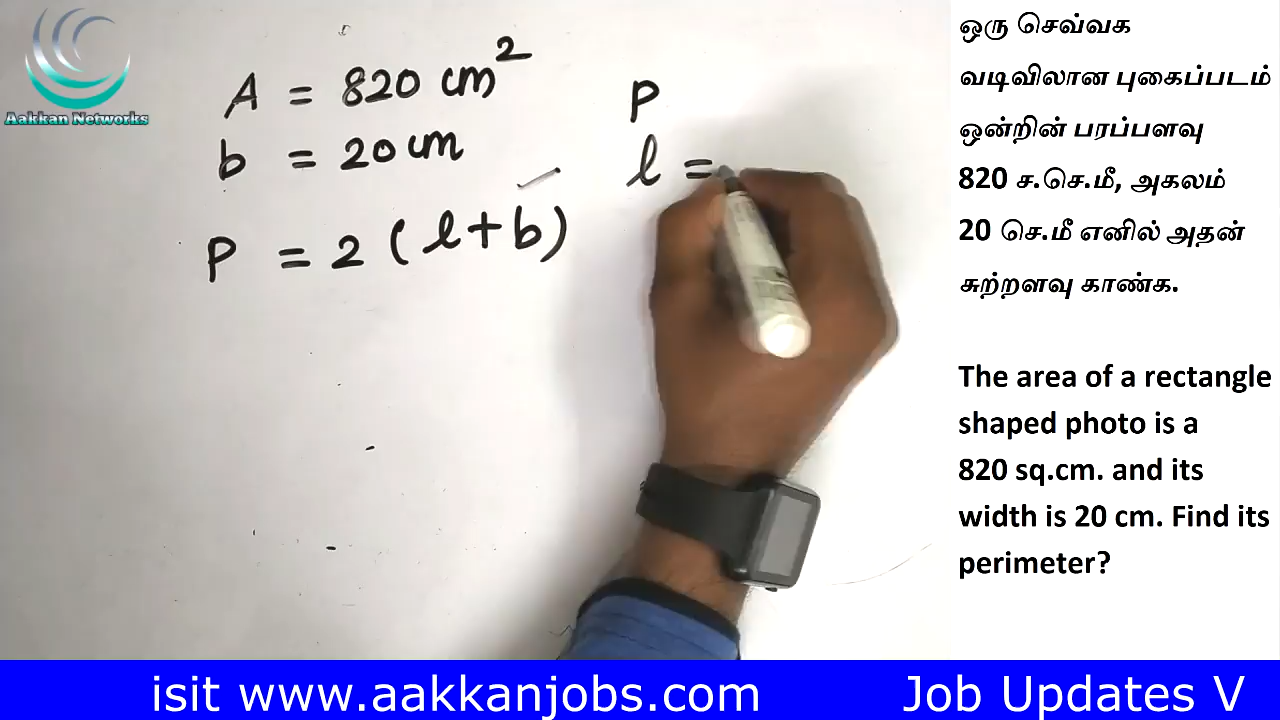 Aakkan Networks
A = 820 cm²
b = 20 cm
P = 2 ( l + b )
P
l =
ஒரு செவ்வக
வடிவிலான புகைப்படம்
ஒன்றின் பரப்பளவு
820 ச.செ.மீ, அகலம்
20 செ.மீ எனில் அதன்
சுற்றளவு காண்க.
The area of a rectangle
shaped photo is a
820 sq.cm. and its
width is 20 cm. Find its
perimeter?
isit www.aakkanjobs.com Job Updates V